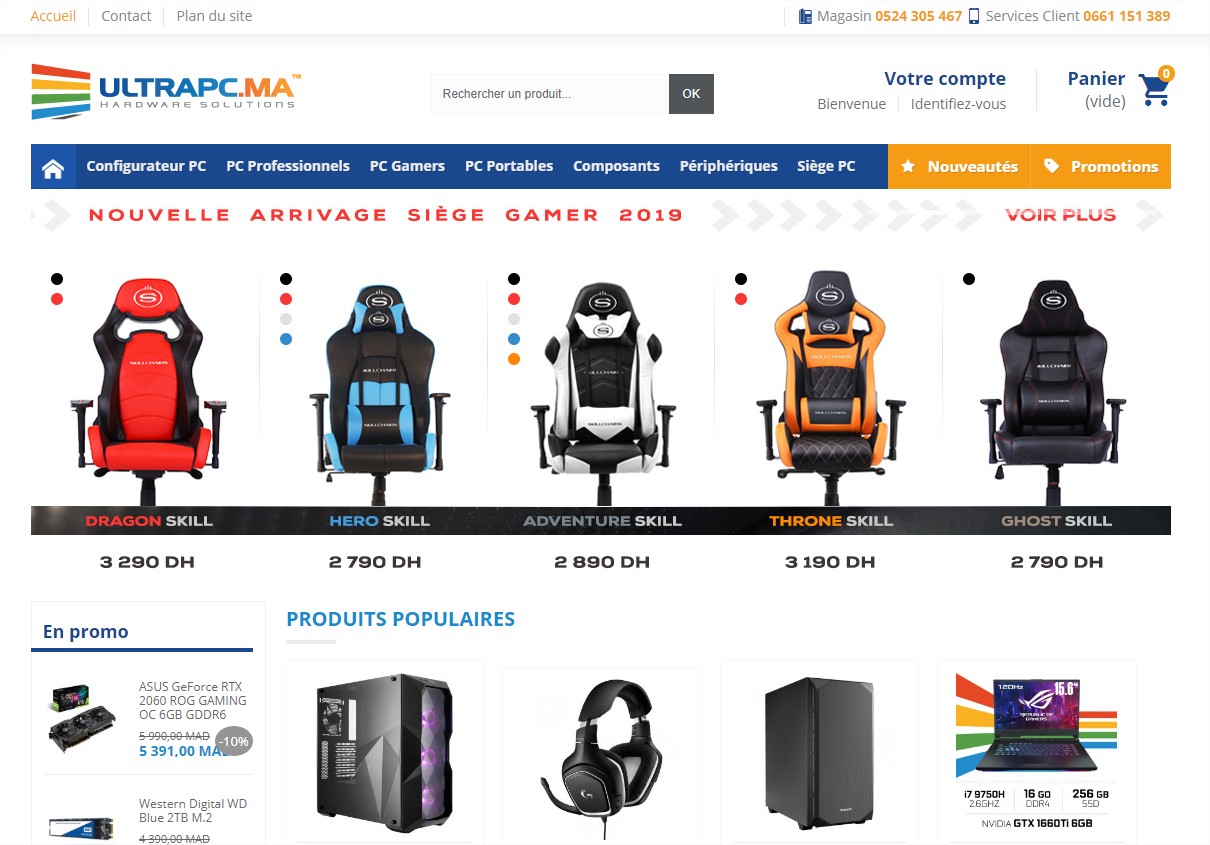 Accueil Contact Plan du site
Magasin 0524 305 467 Services Client 0661 151 389
ULTRAPC.MA™
HARDWARE SOLUTIONS
Rechercher un produit... OK
Votre compte
Bienvenue Identifiez-vous
Panier
(vide)
0
Configurateur PC PC Professionnels PC Gamers PC Portables Composants Périphériques Siège PC Nouveautés Promotions
NOUVELLE ARRIVAGE SIÈGE GAMER 2019 VOIR PLUS
DRAGON SKILL HERO SKILL ADVENTURE SKILL THRONE SKILL GHOST SKILL
3 290 DH 2 790 DH 2 890 DH 3 190 DH 2 790 DH
En promo
ASUS GeForce RTX
2060 ROG GAMING
OC 6GB GDDR6
5 990,00 MAD
5 391,00
-10%
Western Digital WD
Blue 2TB M.2
4 390,00 MAD
PRODUITS POPULAIRES
120Hz 15.6"
REPUBLIC OF
GAMERS
i7 9750H 16 GO 256 GB
2.6GHZ DDR4 SSD
NVIDIA GTX 1660Ti 6GB